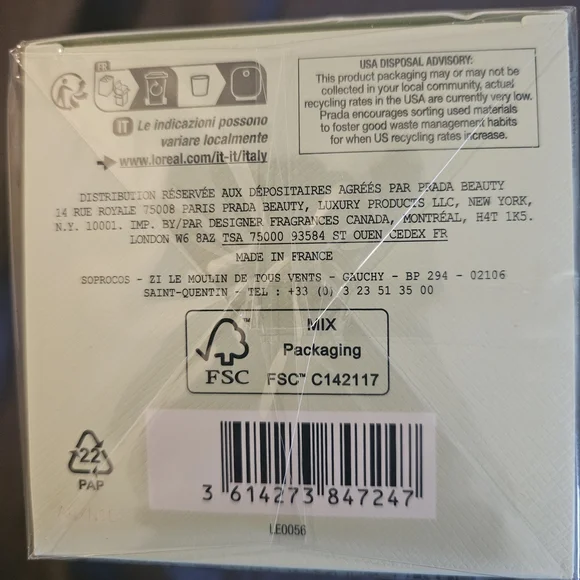 FR
IT Le indicazioni possono
variare localmente
www.loreal.com/it-it/Italy
USA DISPOSAL ADVISORY:
This product packaging may or may not be
collected in your local community, actual
recycling rates in the USA are currently very low.
Prada encourages sorting used materials
to foster good waste management habits
for when US recycling rates increase.
DISTRIBUTION RÉSERVÉE AUX DÉPOSITAIRES AGRÉÉS PAR PRADA BEAUTY
14 RUE ROYALE 75008 PARIS PRADA BEAUTY, LUXURY PRODUCTS LLC, NEW YORK,
N.Y. 10001. IMP. BY/PAR DESIGNER FRAGRANCES CANADA, MONTRÉAL, H4T 1K5.
LONDON W6 8AZ TSA 75000 93584 ST OUEN CEDEX FR
MADE IN FRANCE
SOPROCOS - ZI LE MOULIN DE TOUS VENTS - GAUCHY - BP 294 - 02106
SAINT-QUENTIN - TEL : +33 (0) 3 23 51 35 00
MIX
Packaging
FSC™ FSC™ C142117
22
PAP
3 614273 847247
LE0056